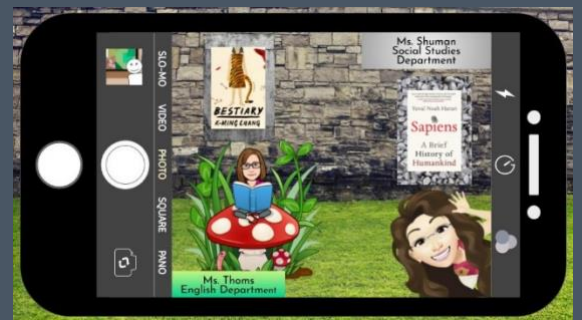 SLO-MO
VIDEO
PHOTO
SQUARE
PANO
BESTIARY
K-MING CHANG
Ms. Thoms
English Department
Ms. Shuman
Social Studies
Department
Yuval Noah Harari
Sapiens
A Brief
History of
Humankind